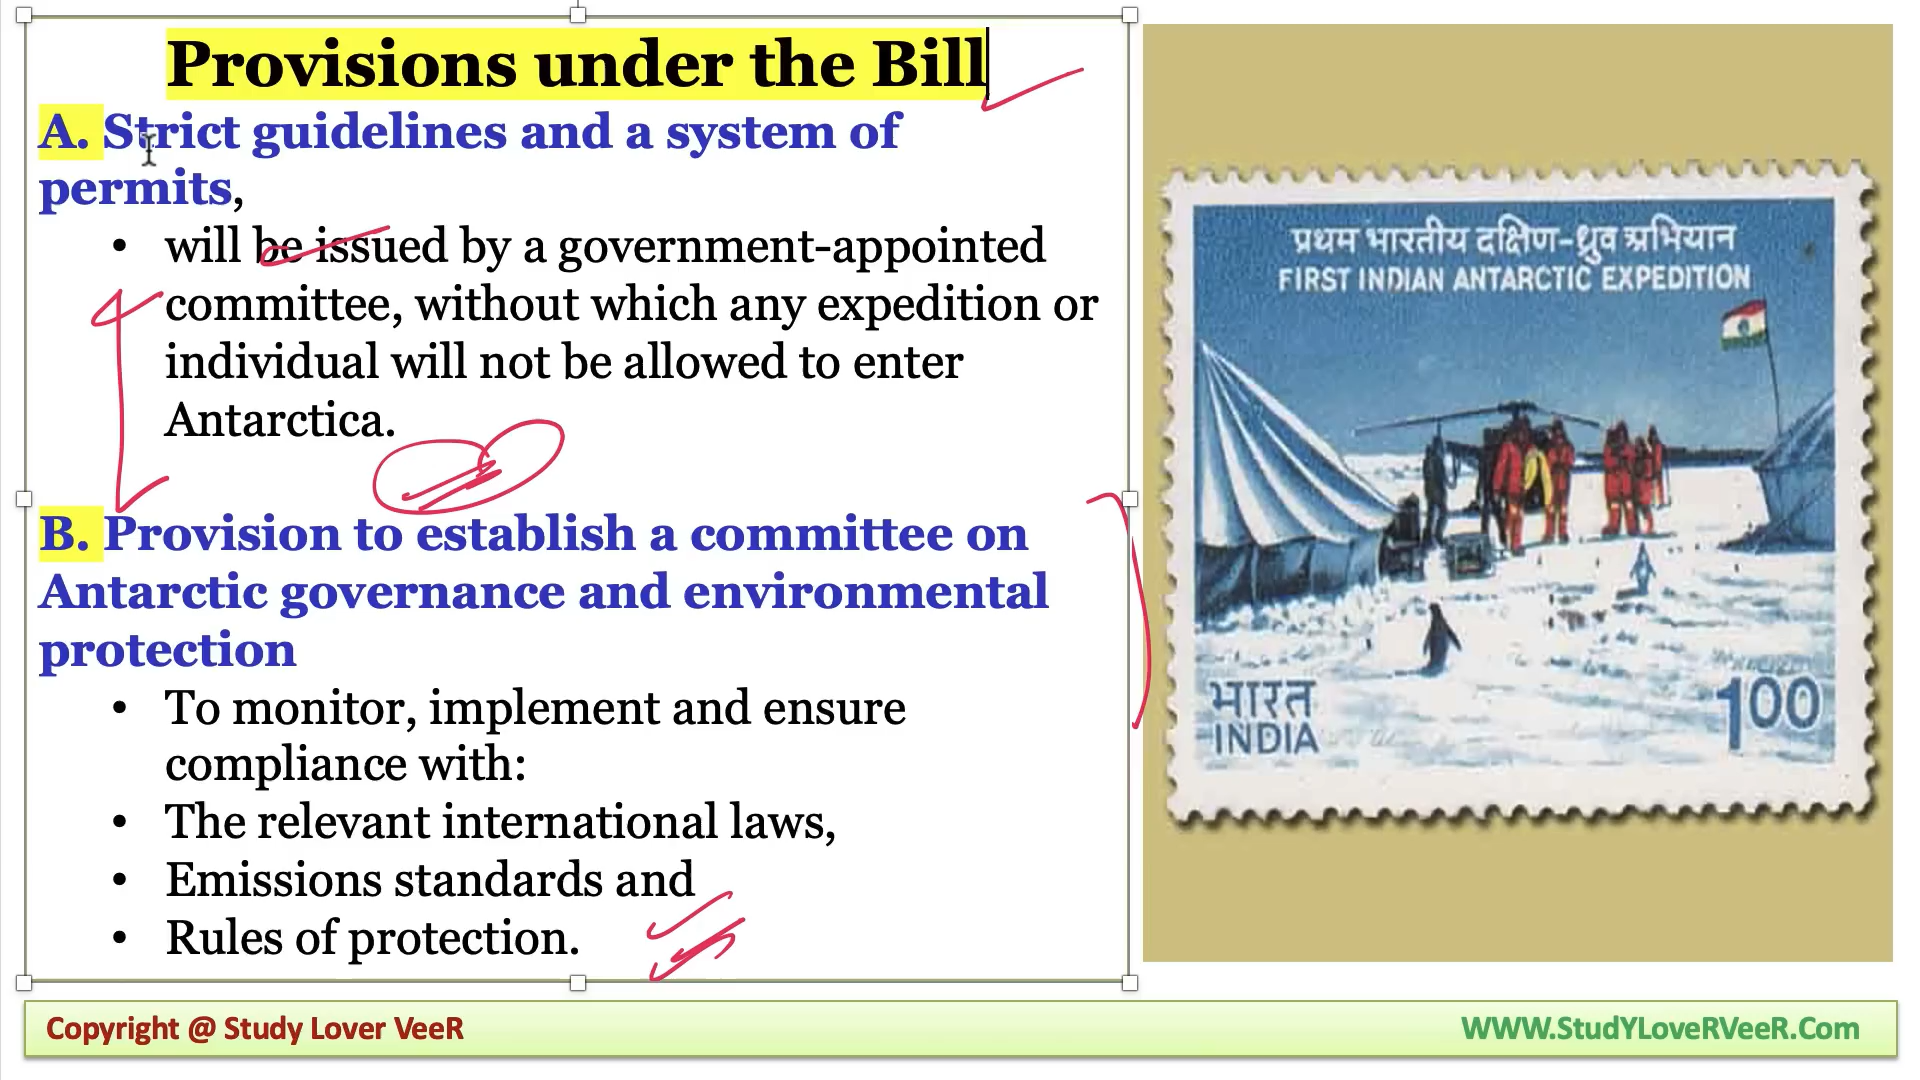 Provisions under the Bill
A. Strict guidelines and a system of
permits,
• will be issued by a government-appointed
committee, without which any expedition or
individual will not be allowed to enter
Antarctica.
B. Provision to establish a committee on
Antarctic governance and environmental
protection
• To monitor, implement and ensure
compliance with:
• The relevant international laws,
• Emissions standards and
• Rules of protection.
प्रथम भारतीय दक्षिण-ध्रुव अभियान
FIRST INDIAN ANTARCTIC EXPEDITION
भारत
INDIA
100
Copyright @ Study Lover VeeR
WWW.StudYLoveRVeeR.Com